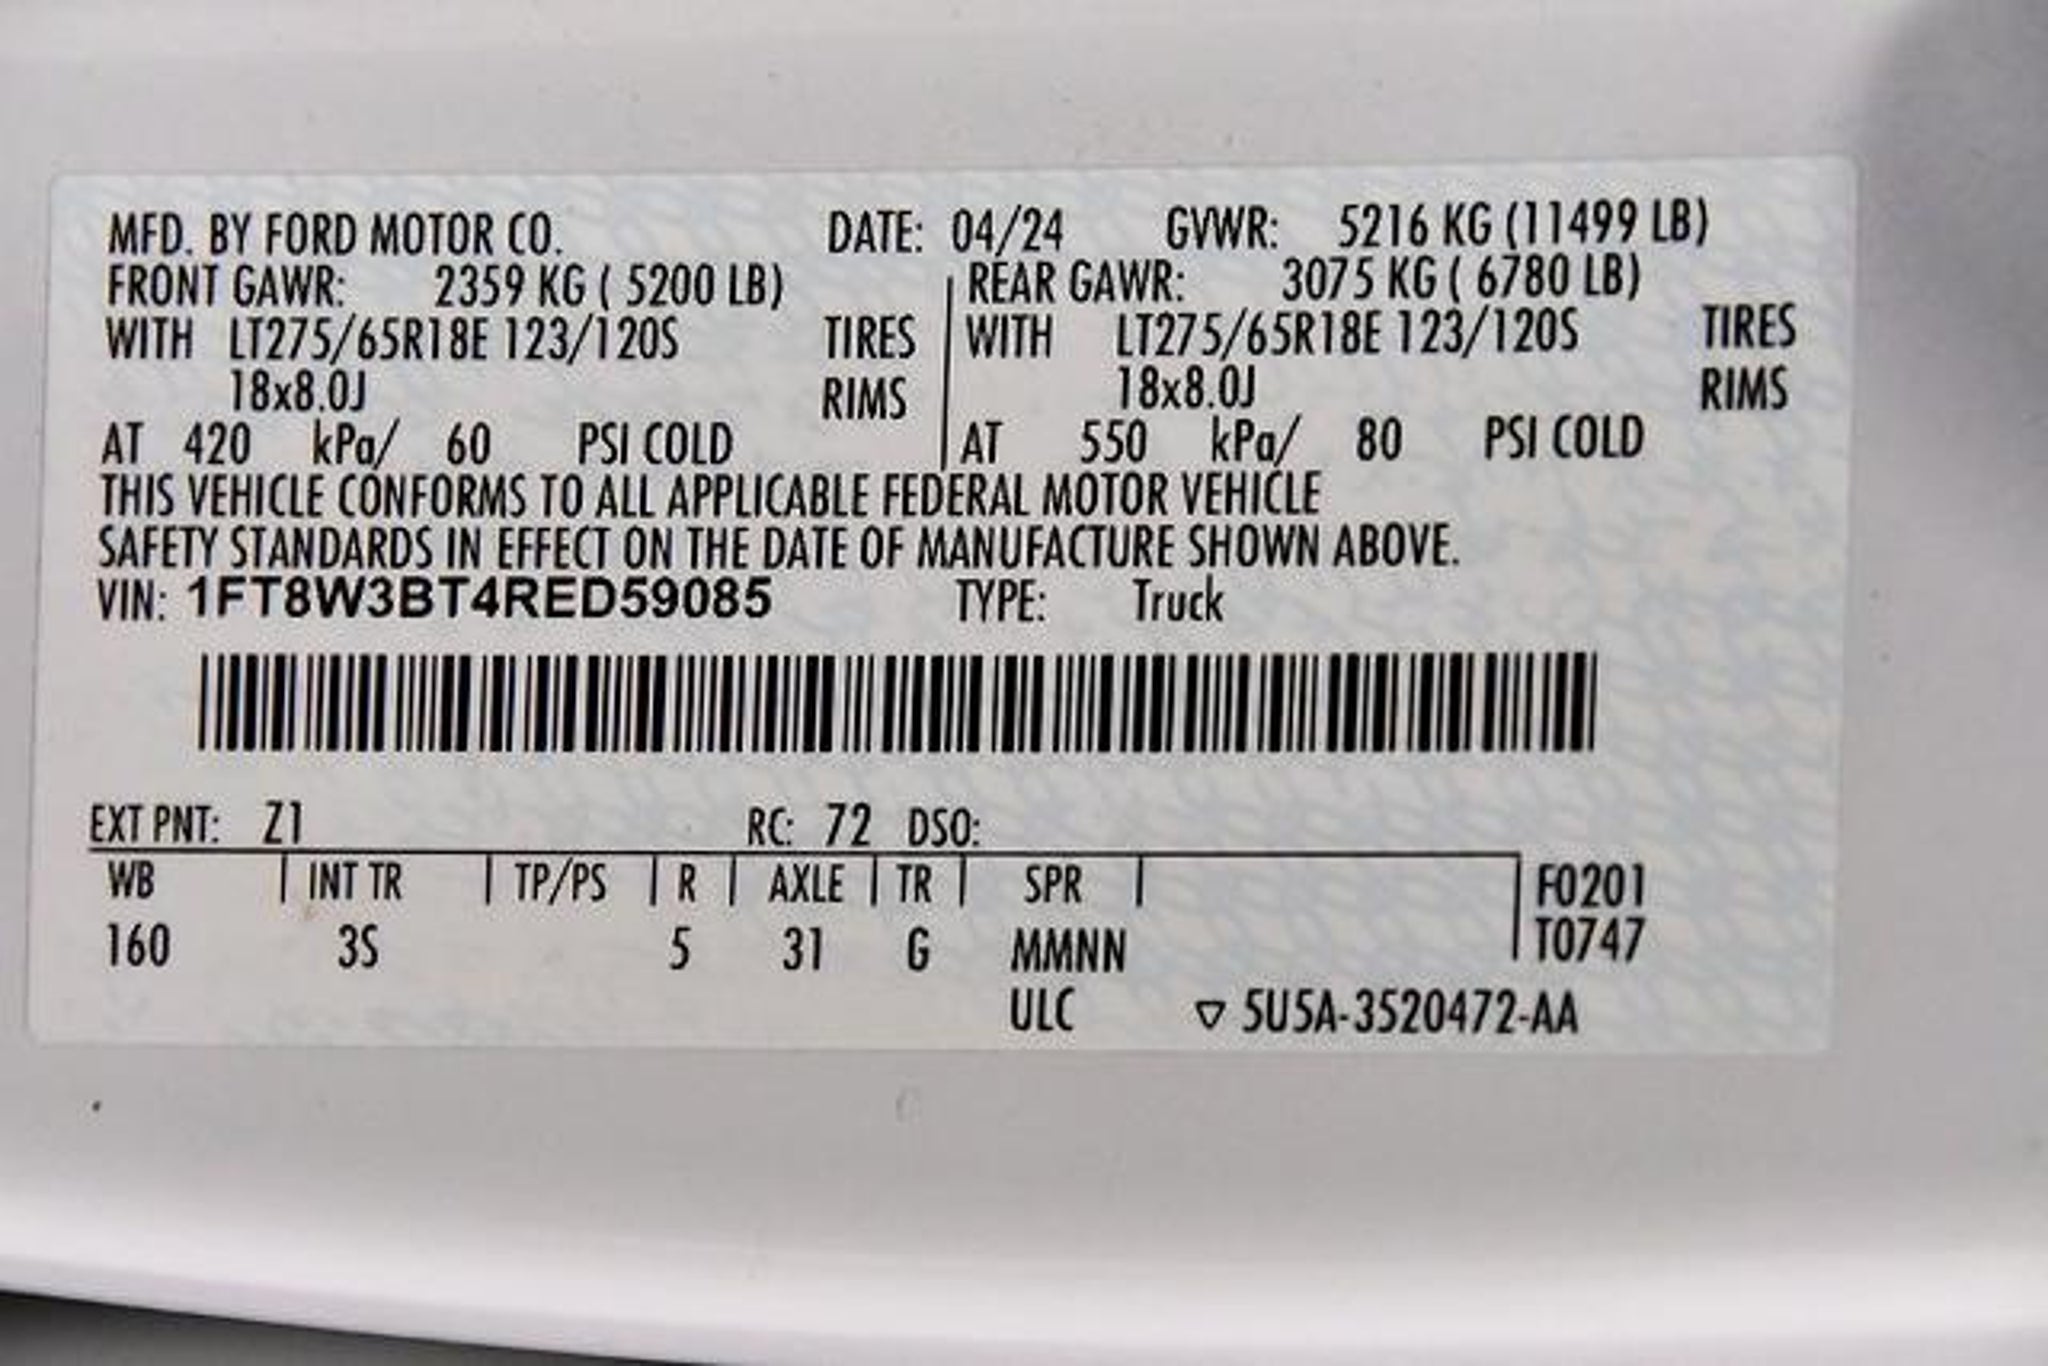 MFD. BY FORD MOTOR CO. DATE: 04/24 GVWR: 5216 KG (11499 LB)
FRONT GAWR: 2359 KG ( 5200 LB) REAR GAWR: 3075 KG ( 6780 LB)
WITH LT275/65R18E 123/120S TIRES WITH LT275/65R18E 123/120S TIRES
18x8.0J RIMS 18x8.0J RIMS
AT 420 kPa/ 60 PSI COLD AT 550 kPa/ 80 PSI COLD
THIS VEHICLE CONFORMS TO ALL APPLICABLE FEDERAL MOTOR VEHICLE
SAFETY STANDARDS IN EFFECT ON THE DATE OF MANUFACTURE SHOWN ABOVE.
VIN: 1FT8W3BT4RED59085 TYPE: Truck
EXT PNT: Z1 RC: 72 DSO:
WB INT TR TP/PS R AXLE TR SPR F0201
160 3S 5 31 G MMNN T0747
ULC ▽ 5U5A-3520472-AA